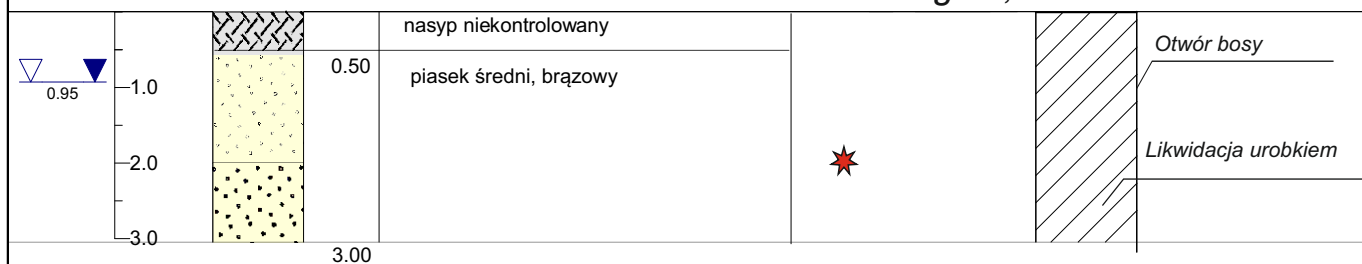 nasyp niekontrolowany
0.50
piasek średni, brązowy
0.95
1.0
2.0
3.0
3.00
Otwór bosy
Likwidacja urobkiem